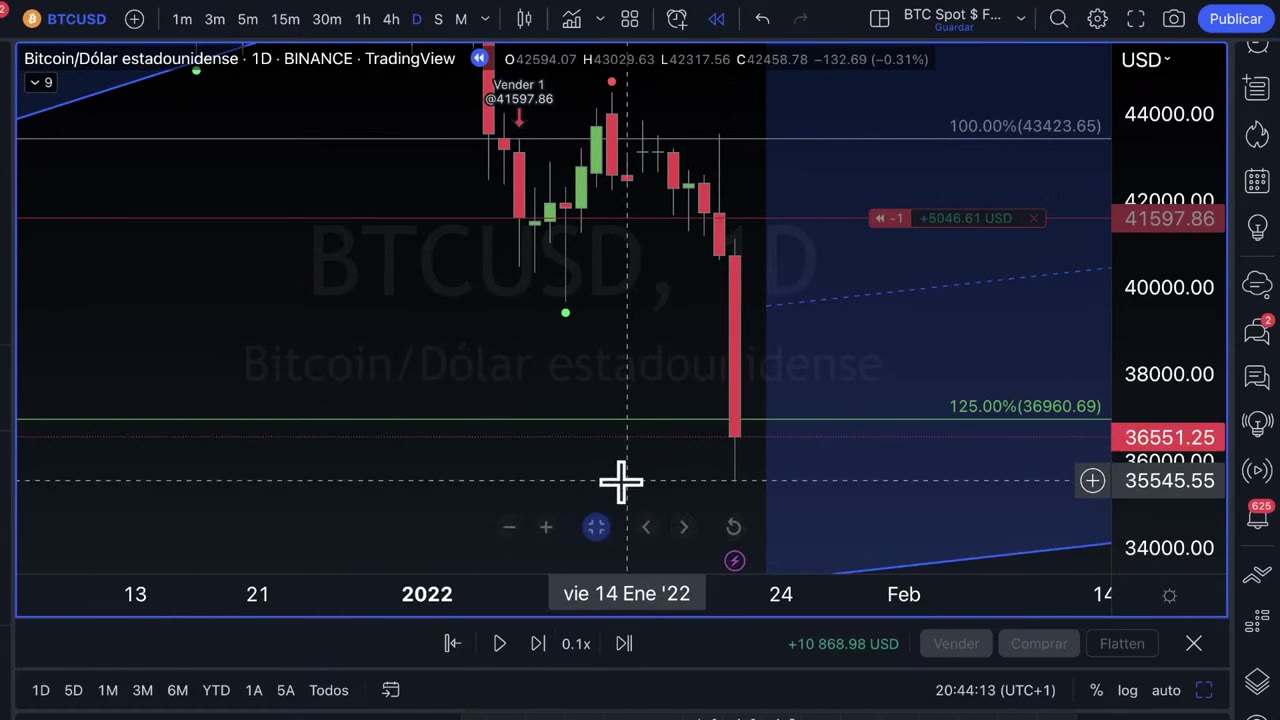 2
BTCUSD 1m 3m 5m 15m 30m 1h 4h D S M BTC Spot $ F... Publicar
Guardar
Bitcoin/Dólar estadounidense · 1D · BINANCE · TradingView O42594.07 H43029.63 L42317.56 C42458.78 −132.69 (−0.31%) USD
9
Vender 1
@41597.86
44000.00
100.00%(43423.65)
42000.00
-1 +5046.61 USD 41597.86
BTCUSD, 1D
40000.00
Bitcoin/Dólar estadounidense
38000.00
2
125.00%(36960.69)
36551.25
36000.00
35545.55
625
34000.00
13 21 2022 vie 14 Ene '22 24 Feb 14
0.1x +10 868.98 USD Vender Comprar Flatten
1D 5D 1M 3M 6M YTD 1A 5A Todos 20:44:13 (UTC+1) % log auto